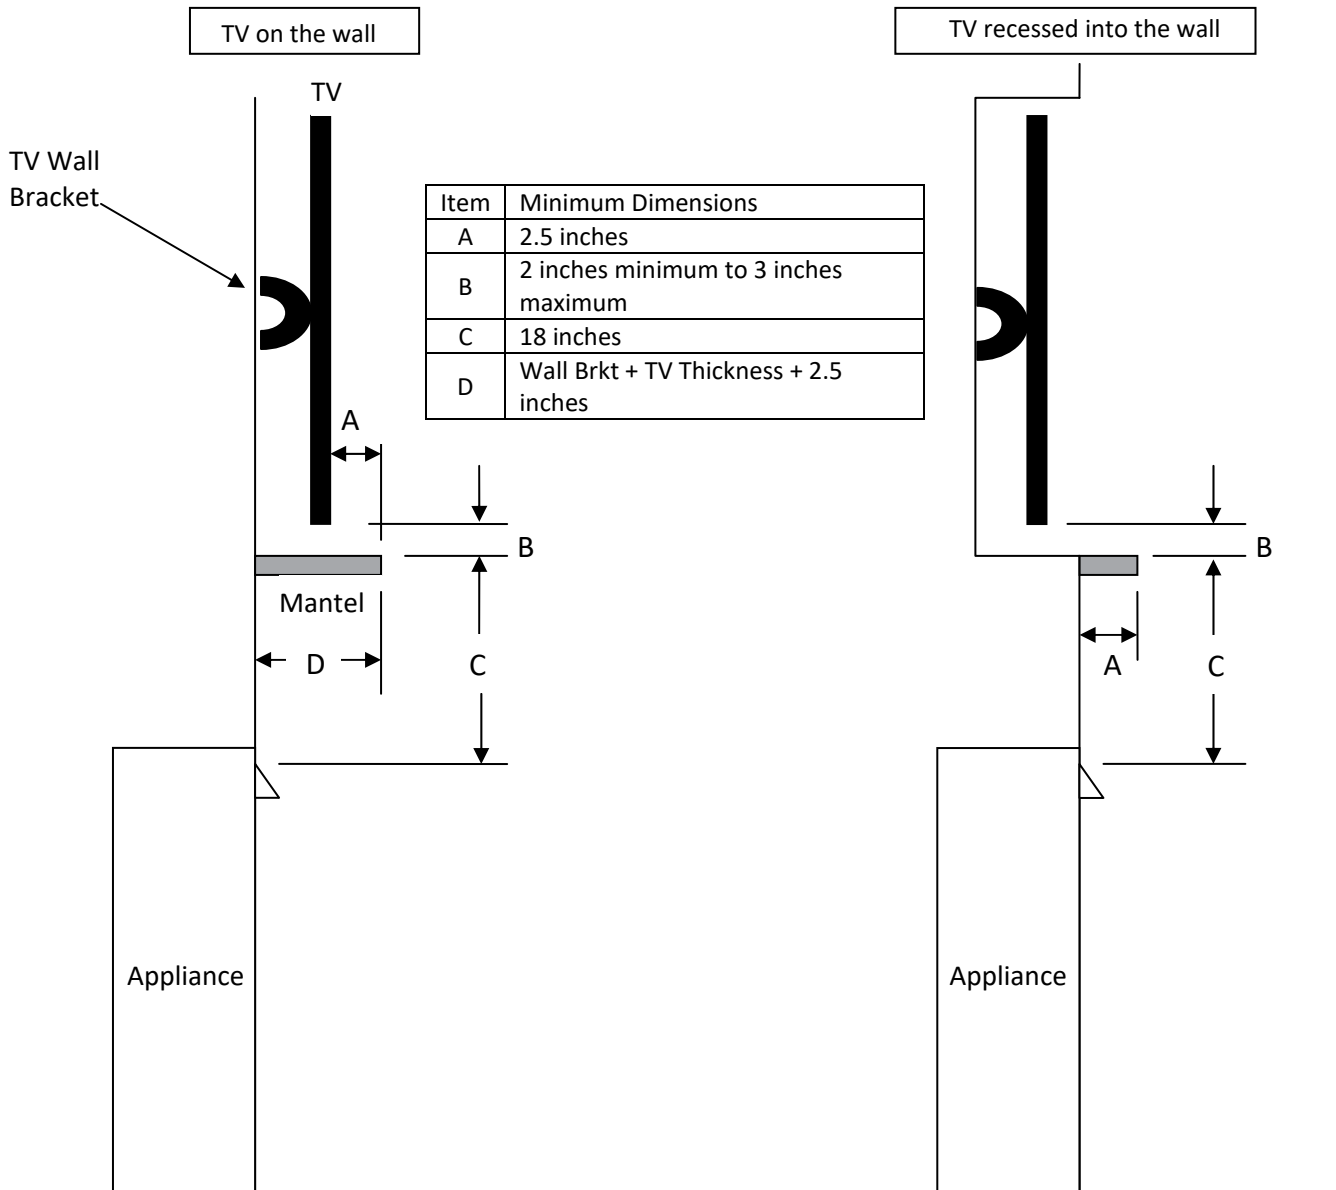 TV on the wall
TV recessed into the wall
TV
TV Wall
Bracket
Item Minimum Dimensions
A 2.5 inches
B 2 inches minimum to 3 inches
maximum
C 18 inches
D Wall Brkt + TV Thickness + 2.5
inches
A
B
Mantel
D
C
Appliance
B
A
C
Appliance